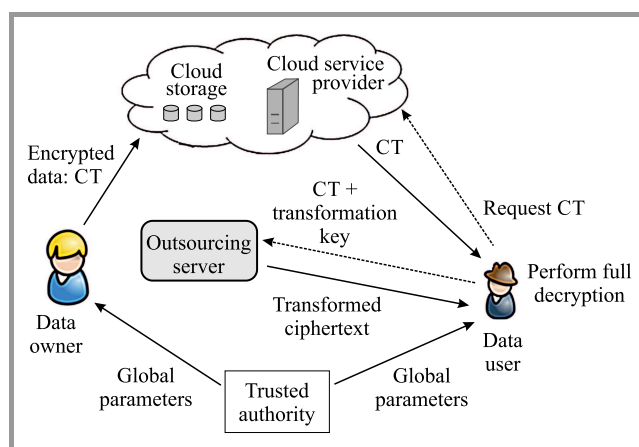 Cloud
storage
Cloud service
provider
CT
Encrypted
data: CT
CT +
transformation
key
Request CT
Outsourcing
server
Perform full
decryption
Transformed
ciphertext
Data
owner
Data
user
Global
parameters
Trusted
authority
Global
parameters